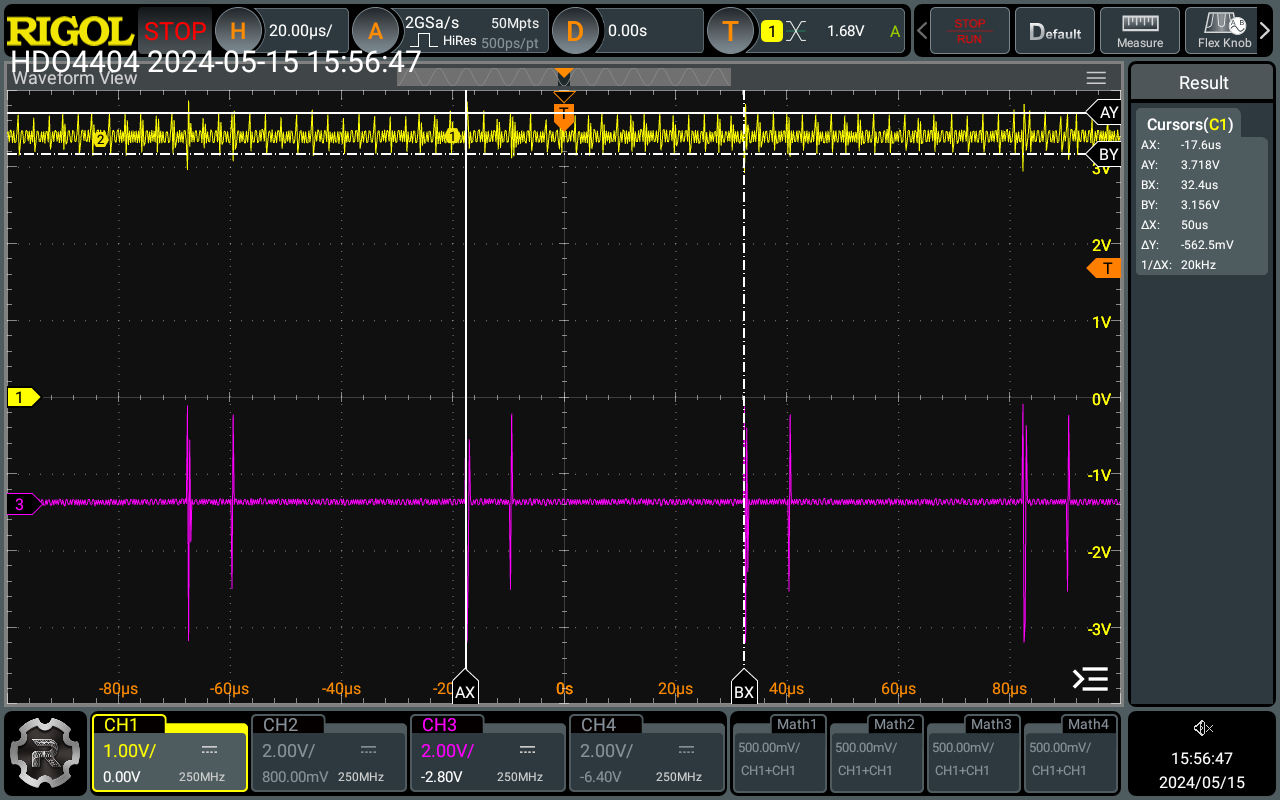 RIGOL STOP H 20.00µs/ A 2GSa/s 50Mpts HiRes 500ps/pt D 0.00s T 1 1.68V A STOP RUN Default Measure Flex Knob
HDO4404 2024-05-15 15:56:47
Waveform View
Result
T
AY
Cursors(C1)
2
1
AX: -17.6us
BY
AY: 3.718V
3V
BX: 32.4us
BY: 3.156V
ΔX: 50us
2V
ΔY: -562.5mV
T
1/ΔX: 20kHz
1V
1
0V
-1V
3
-2V
-3V
-80µs -60µs -40µs -20 AX 0s 20µs BX 40µs 60µs 80µs
CH1 CH2 CH3 CH4 Math1 Math2 Math3 Math4
1.00V/ 2.00V/ 2.00V/ 2.00V/ 500.00mV/ 500.00mV/ 500.00mV/ 500.00mV/
0.00V 250MHz 800.00mV 250MHz -2.80V 250MHz -6.40V 250MHz CH1+CH1 CH1+CH1 CH1+CH1 CH1+CH1
R
15:56:47
2024/05/15